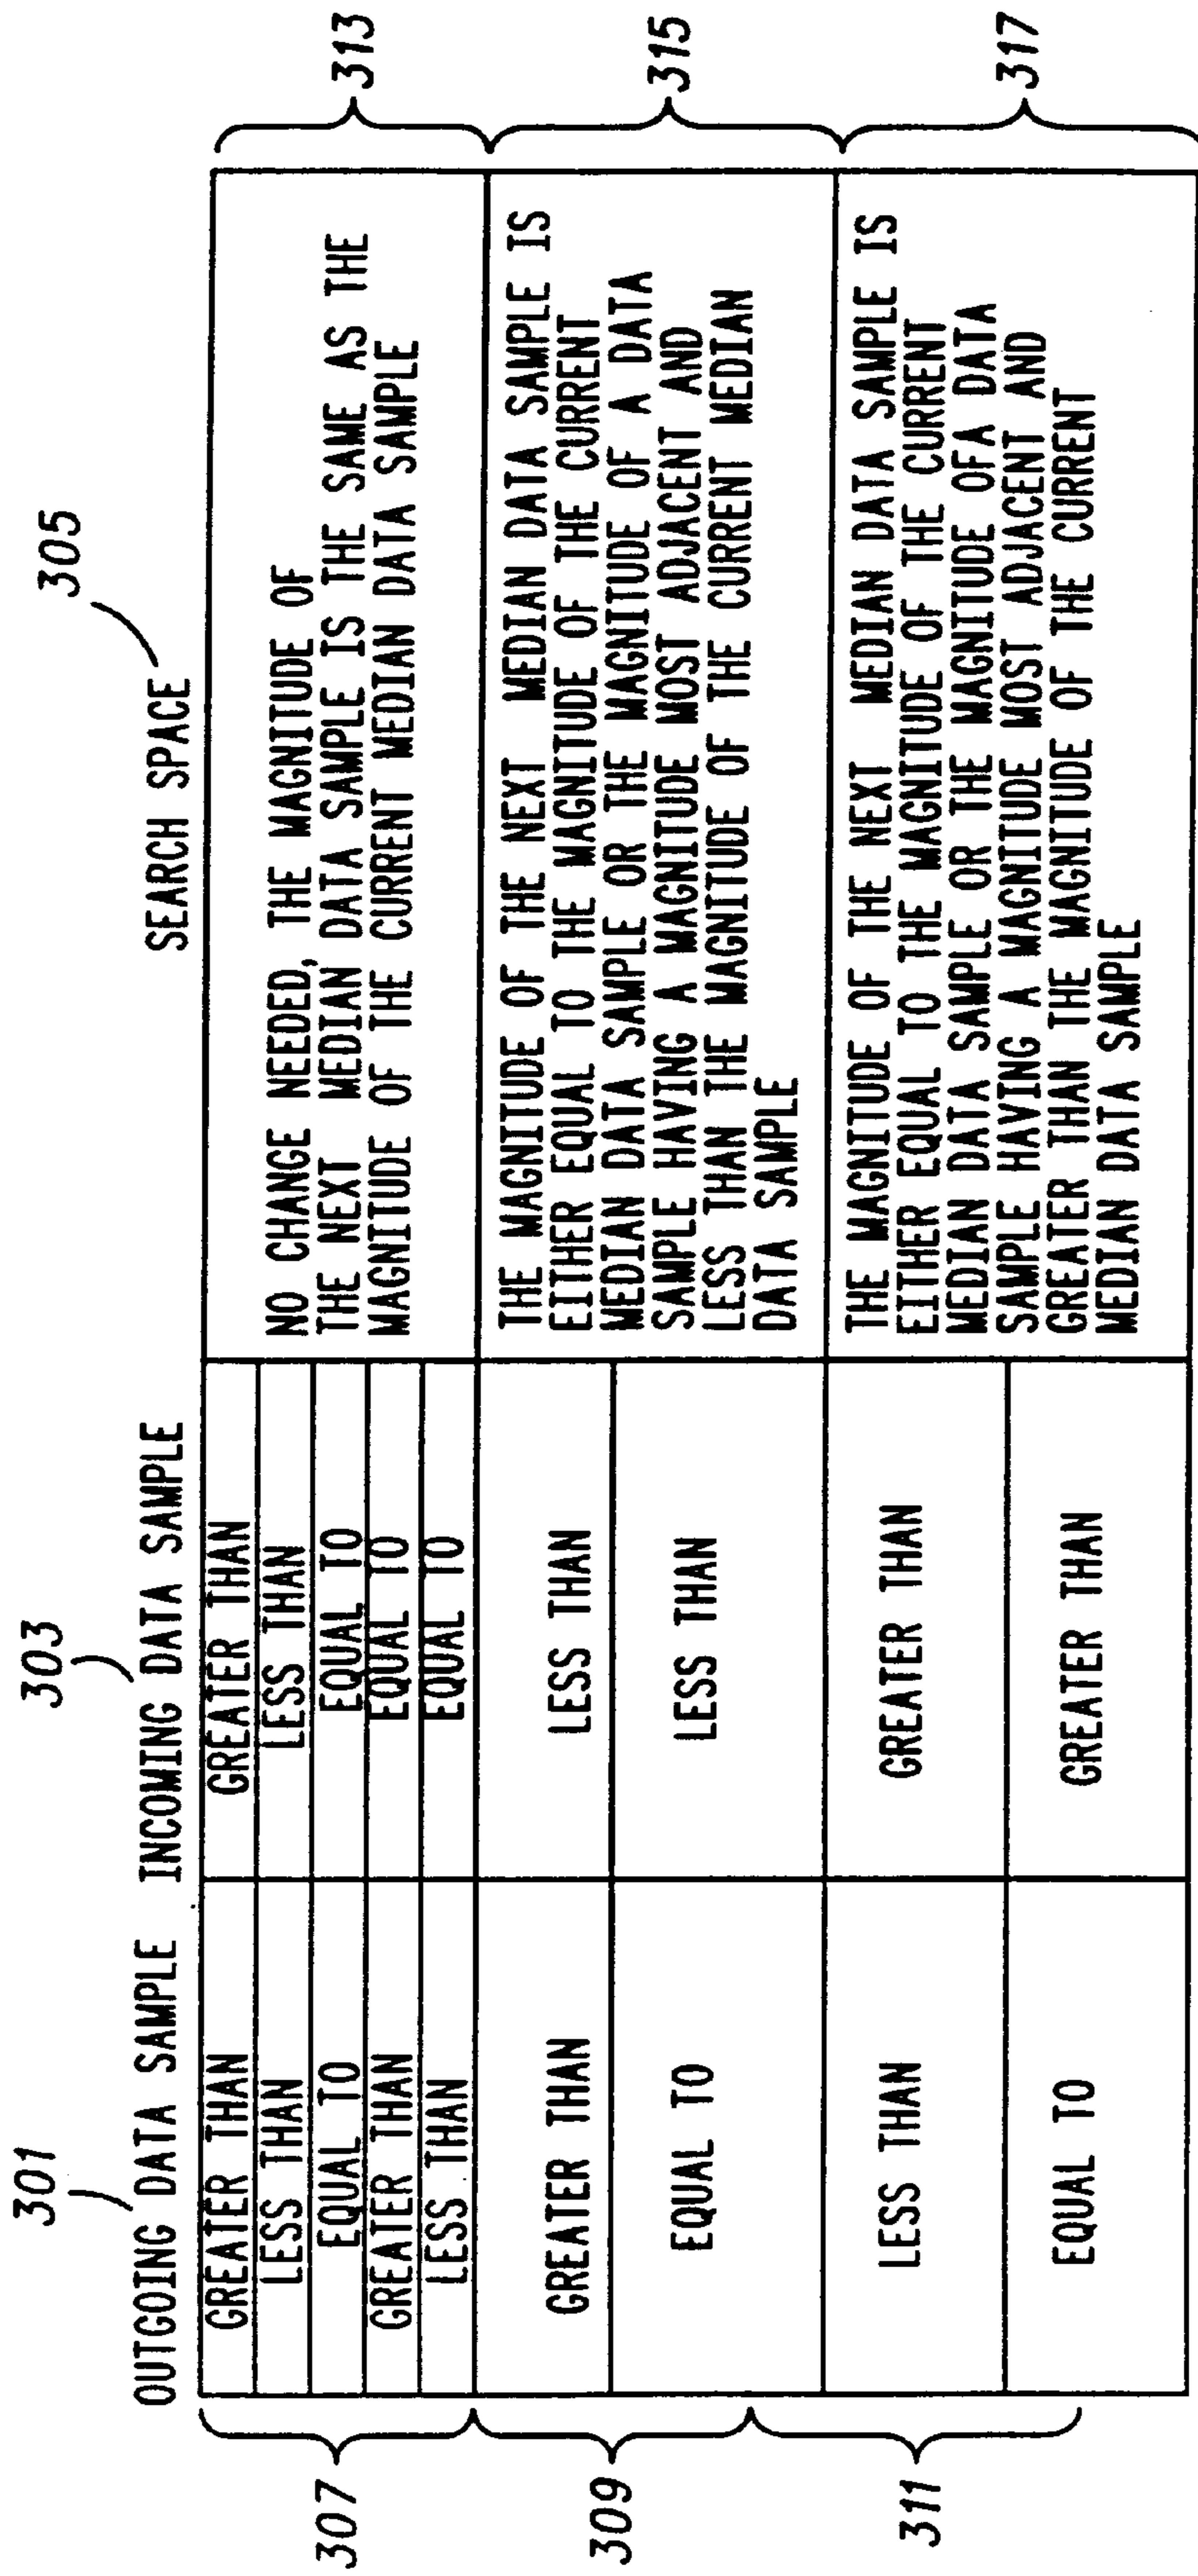 301
303
305
OUTGOING DATA SAMPLE
INCOMING DATA SAMPLE
SEARCH SPACE
307
GREATER THAN
GREATER THAN
LESS THAN
LESS THAN
EQUAL TO
EQUAL TO
GREATER THAN
EQUAL TO
LESS THAN
EQUAL TO
NO CHANGE NEEDED, THE MAGNITUDE OF
THE NEXT MEDIAN DATA SAMPLE IS THE SAME AS THE
MAGNITUDE OF THE CURRENT MEDIAN DATA SAMPLE
313
309
GREATER THAN
LESS THAN
EQUAL TO
LESS THAN
THE MAGNITUDE OF THE NEXT MEDIAN DATA SAMPLE IS
EITHER EQUAL TO THE MAGNITUDE OF THE CURRENT
MEDIAN DATA SAMPLE OR THE MAGNITUDE OF A DATA
SAMPLE HAVING A MAGNITUDE MOST ADJACENT AND
LESS THAN THE MAGNITUDE OF THE CURRENT MEDIAN
DATA SAMPLE
315
311
LESS THAN
GREATER THAN
EQUAL TO
GREATER THAN
THE MAGNITUDE OF THE NEXT MEDIAN DATA SAMPLE IS
EITHER EQUAL TO THE MAGNITUDE OF THE CURRENT
MEDIAN DATA SAMPLE OR THE MAGNITUDE OFA DATA
SAMPLE HAVING A MAGNITUDE MOST ADJACENT AND
GREATER THAN THE MAGNITUDE OF THE CURRENT
MEDIAN DATA SAMPLE
317